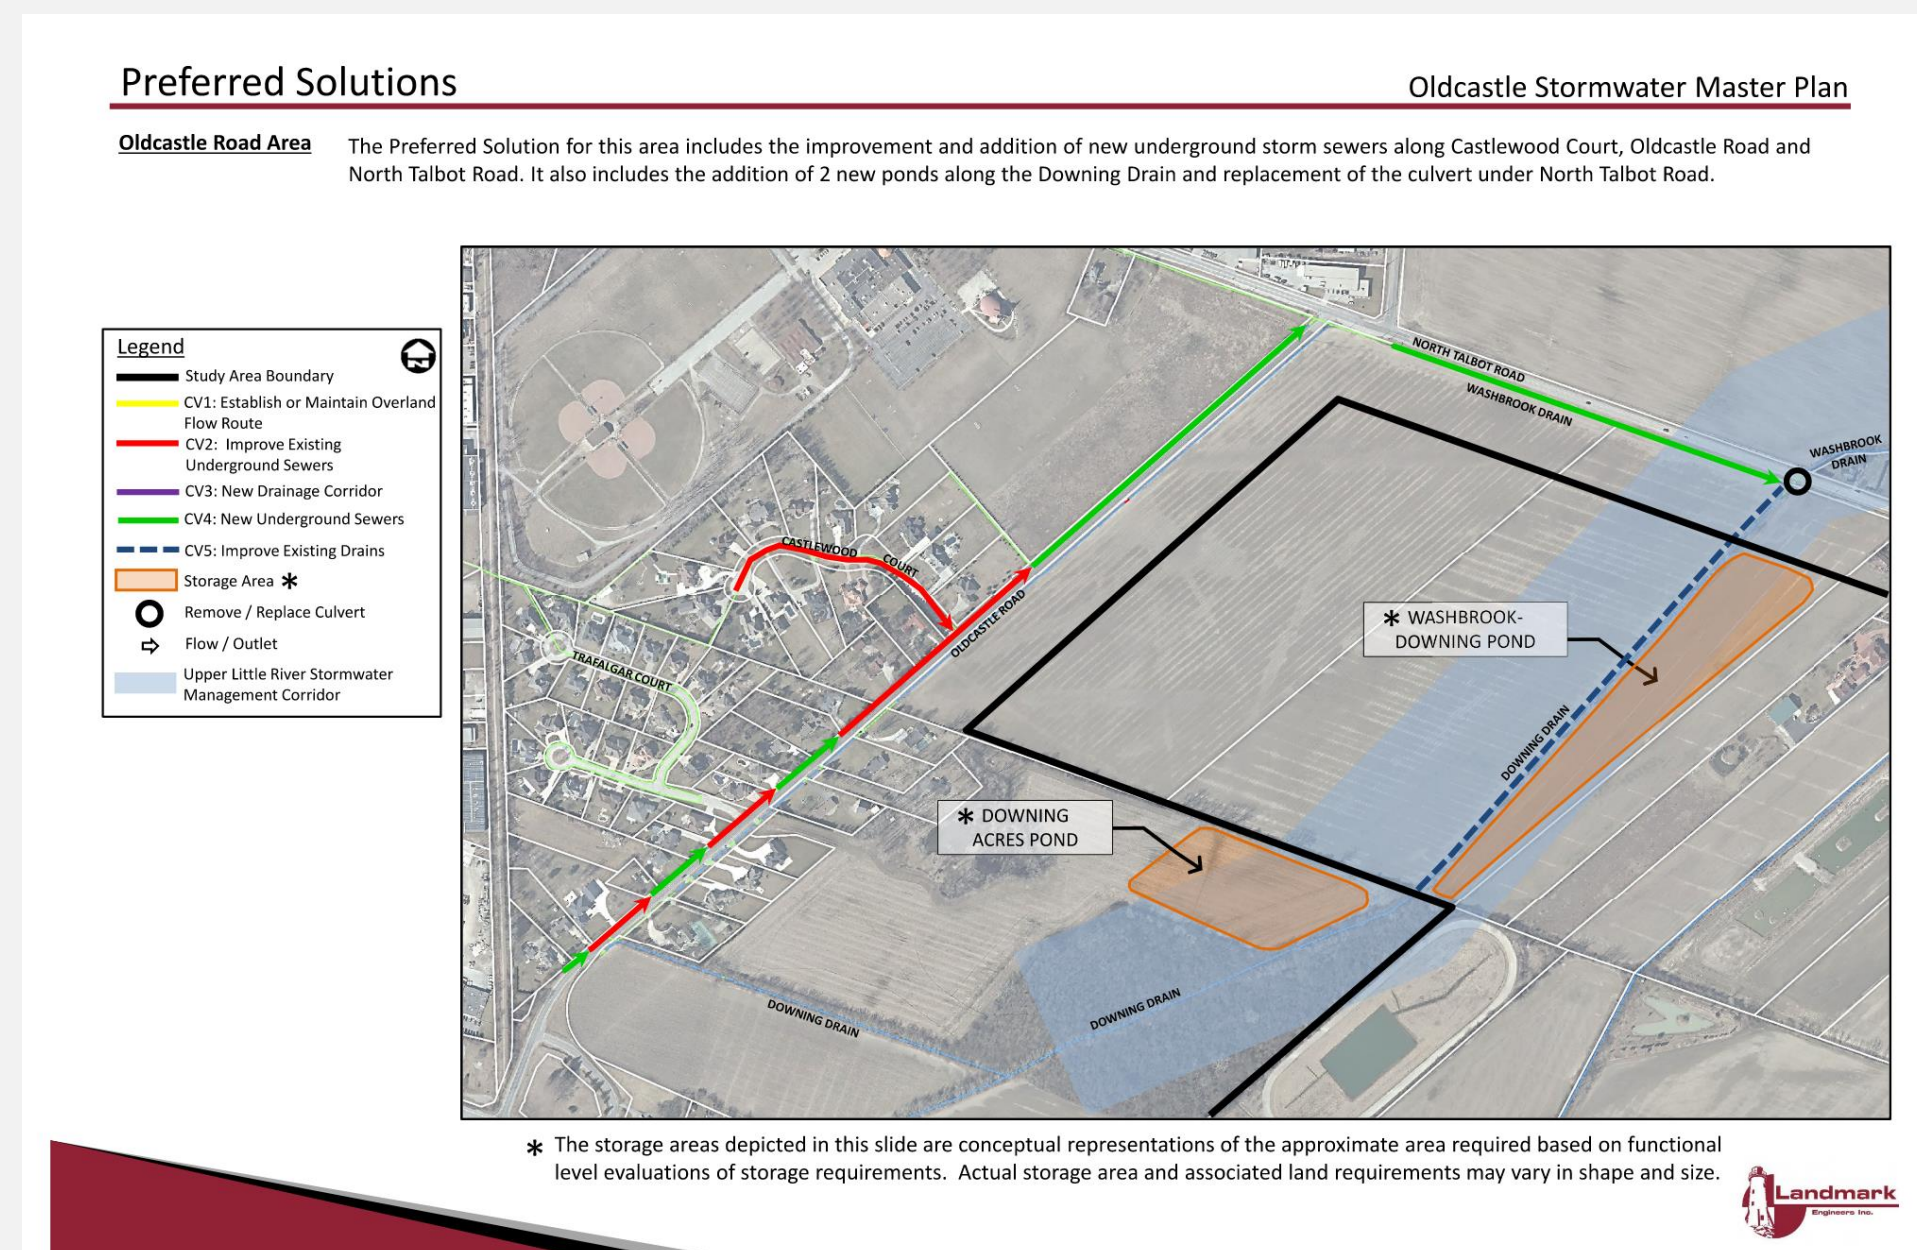 Preferred Solutions
Oldcastle Stormwater Master Plan
Oldcastle Road Area
The Preferred Solution for this area includes the improvement and addition of new underground storm sewers along Castlewood Court, Oldcastle Road and
North Talbot Road. It also includes the addition of 2 new ponds along the Downing Drain and replacement of the culvert under North Talbot Road.
Legend
Study Area Boundary
CV1: Establish or Maintain Overland
Flow Route
CV2: Improve Existing
Underground Sewers
CV3: New Drainage Corridor
CV4: New Underground Sewers
CV5: Improve Existing Drains
Storage Area *
Remove / Replace Culvert
Flow / Outlet
Upper Little River Stormwater
Management Corridor
NORTH TALBOT ROAD
WASHBROOK DRAIN
WASHBROOK
DRAIN
CASTLEWOOD COURT
OLDCASTLE ROAD
TRAFALGAR COURT
* WASHBROOK-
DOWNING POND
DOWNING DRAIN
* DOWNING
ACRES POND
DOWNING DRAIN
DOWNING DRAIN
* The storage areas depicted in this slide are conceptual representations of the approximate area required based on functional
level evaluations of storage requirements. Actual storage area and associated land requirements may vary in shape and size.
Landmark
Engineers Inc.